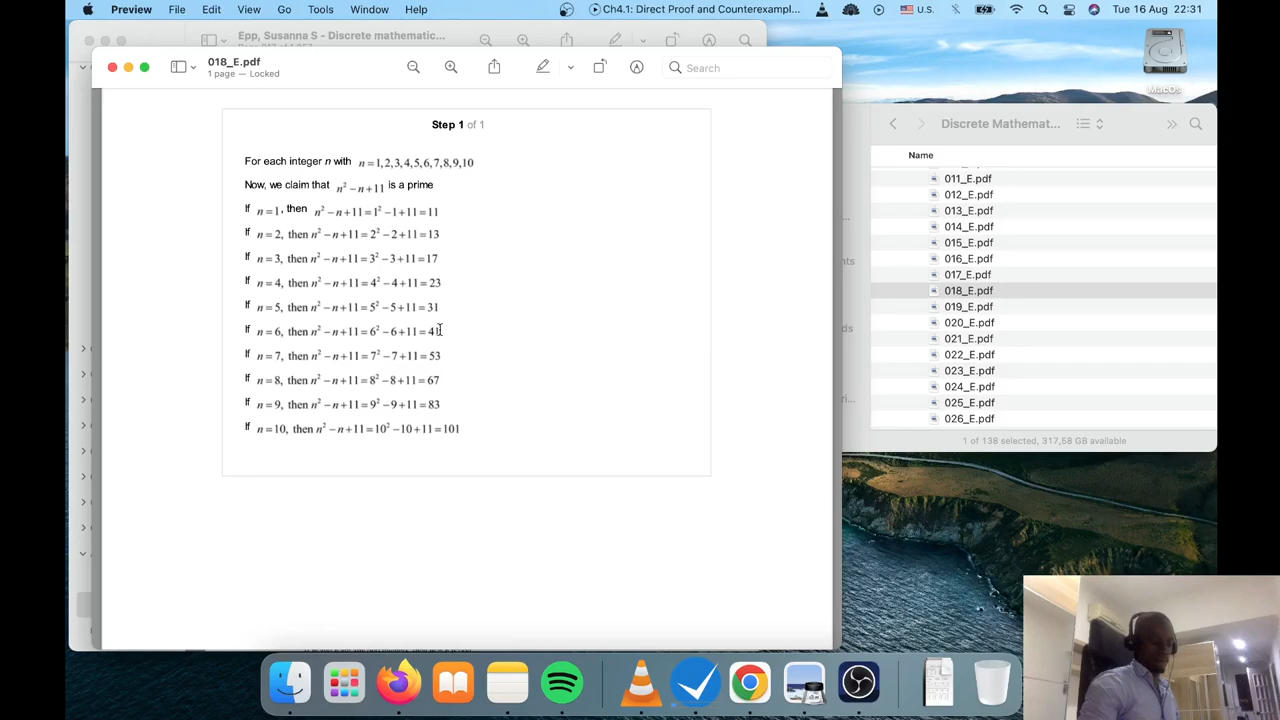 Preview File Edit View Go Tools Window Help
Ch4.1: Direct Proof and Counterexampl...
U.S.
Tue 16 Aug 22:31
Epp, Susanna S - Discrete mathematic...
018_E.pdf
1 page — Locked
Search
MacOs
Step 1 of 1
For each integer n with n = 1,2,3,4,5,6,7,8,9,10
Now, we claim that n² − n + 11 is a prime
If n = 1, then n² − n + 11 = 1² − 1 + 11 = 11
If n = 2, then n² − n + 11 = 2² − 2 + 11 = 13
If n = 3, then n² − n + 11 = 3² − 3 + 11 = 17
If n = 4, then n² − n + 11 = 4² − 4 + 11 = 23
If n = 5, then n² − n + 11 = 5² − 5 + 11 = 31
If n = 6, then n² − n + 11 = 6² − 6 + 11 = 41
If n = 7, then n² − n + 11 = 7² − 7 + 11 = 53
If n = 8, then n² − n + 11 = 8² − 8 + 11 = 67
If n = 9, then n² − n + 11 = 9² − 9 + 11 = 83
If n = 10, then n² − n + 11 = 10² − 10 + 11 = 101
Discrete Mathemat...
Name
011_E.pdf
012_E.pdf
013_E.pdf
014_E.pdf
015_E.pdf
016_E.pdf
017_E.pdf
018_E.pdf
019_E.pdf
020_E.pdf
021_E.pdf
022_E.pdf
023_E.pdf
024_E.pdf
025_E.pdf
026_E.pdf
1 of 138 selected, 317,58 GB available